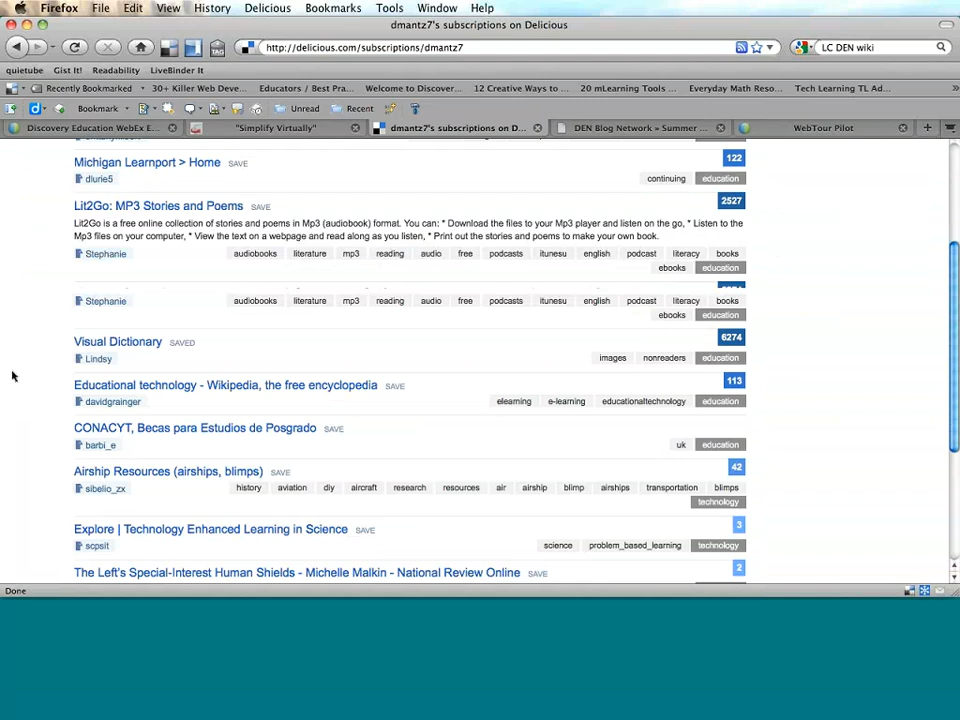 Firefox File Edit View History Delicious Bookmarks Tools Window Help
dmantz7's subscriptions on Delicious
http://delicious.com/subscriptions/dmantz7 LC DEN wiki
quietube Gist It! Readability LiveBinder It
Recently Bookmarked 30+ Killer Web Deve... Educators / Best Pra... Welcome to Discover... 12 Creative Ways to ... 20 mLearning Tools ... Everyday Math Reso... Tech Learning TL Ad... »
Bookmark Unread Recent
Discovery Education WebEx E... "Simplify Virtually" dmantz7's subscriptions on D... DEN Blog Network » Summer ... WebTour Pilot
Michigan Learnport > Home SAVE 122
dlurie5 continuing education
Lit2Go: MP3 Stories and Poems SAVE 2527
Lit2Go is a free online collection of stories and poems in Mp3 (audiobook) format. You can: * Download the files to your Mp3 player and listen on the go, * Listen to the
Mp3 files on your computer, * View the text on a webpage and read along as you listen, * Print out the stories and poems to make your own book.
Stephanie audiobooks literature mp3 reading audio free podcasts itunesu english podcast literacy books
ebooks education
Stephanie audiobooks literature mp3 reading audio free podcasts itunesu english podcast literacy books
ebooks education
Visual Dictionary SAVED 6274
Lindsy images nonreaders education
Educational technology - Wikipedia, the free encyclopedia SAVE 113
davidgrainger elearning e-learning educationaltechnology education
CONACYT, Becas para Estudios de Posgrado SAVE
barbi_e uk education
Airship Resources (airships, blimps) SAVE 42
sibelio_zx history aviation diy aircraft research resources air airship blimp airships transportation blimps
technology
Explore | Technology Enhanced Learning in Science SAVE 3
scpsit science problem_based_learning technology
The Left's Special-Interest Human Shields - Michelle Malkin - National Review Online SAVE 2
Done